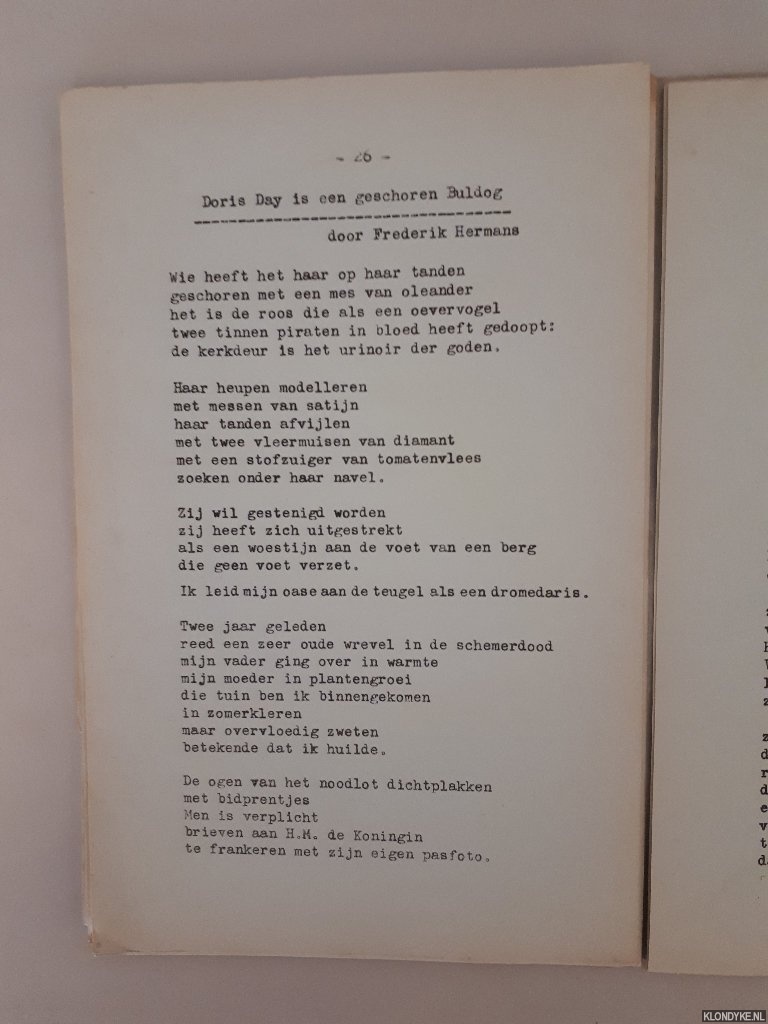 - 26 -
Doris Day is een geschoren Buldog
door Frederik Hermans
Wie heeft het haar op haar tanden
geschoren met een mes van oleander
het is de roos die als een oevervogel
twee tinnen piraten in bloed heeft gedoopt:
de kerkdeur is het urinoir der goden.
Haar heupen modelleren
met messen van satijn
haar tanden afvijlen
met twee vleermuisen van diamant
met een stofzuiger van tomatenvlees
zoeken onder haar navel.
Zij wil gestenigd worden
zij heeft zich uitgestrekt
als een woestijn aan de voet van een berg
die geen voet verzet.
Ik leid mijn oase aan de teugel als een dromedaris.
Twee jaar geleden
reed een zeer oude wrevel in de schemerdood
mijn vader ging over in warmte
mijn moeder in plantengroei
die tuin ben ik binnengekomen
in zomerkleren
maar overvloedig zweten
betekende dat ik huilde.
De ogen van het noodlot dichtplakken
met bidprentjes
Men is verplicht
brieven aan H.M. de Koningin
te frankeren met zijn eigen pasfoto.
KLONDYKE.NL